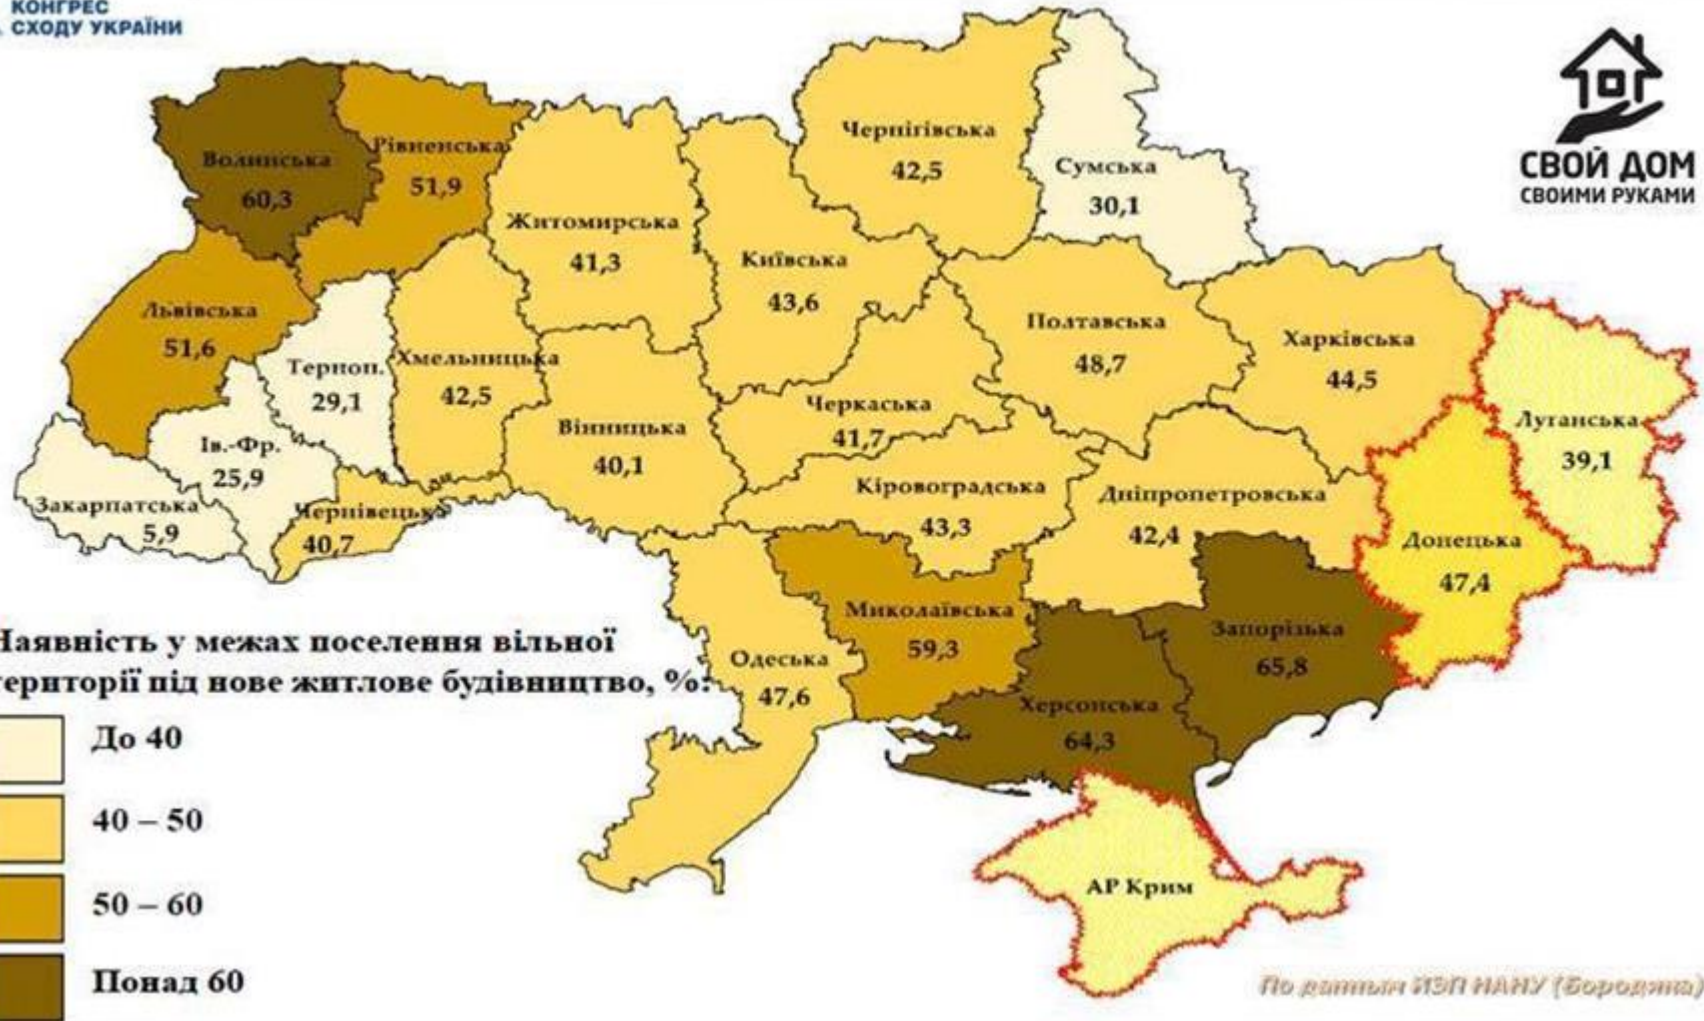 КОНГРЕС
СХОДУ УКРАЇНИ
СВОЙ ДОМ
СВОИМИ РУКАМИ
Волинська
60,3
Рівненська
51,9
Житомирська
41,3
Чернігівська
42,5
Сумська
30,1
Київська
43,6
Львівська
51,6
Терноп.
29,1
Хмельницька
42,5
Полтавська
48,7
Харківська
44,5
Луганська
39,1
Черкаська
41,7
Вінницька
40,1
Ів.-Фр.
25,9
Закарпатська
5,9
Чернівецька
40,7
Кіровоградська
43,3
Дніпропетровська
42,4
Донецька
47,4
Миколаївська
59,3
Запорізька
65,8
Одеська
47,6
Херсонська
64,3
АР Крим
Наявність у межах поселення вільної
території під нове житлове будівництво, %:
До 40
40 – 50
50 – 60
Понад 60
По данным ИЭП НАНУ (Бородина)